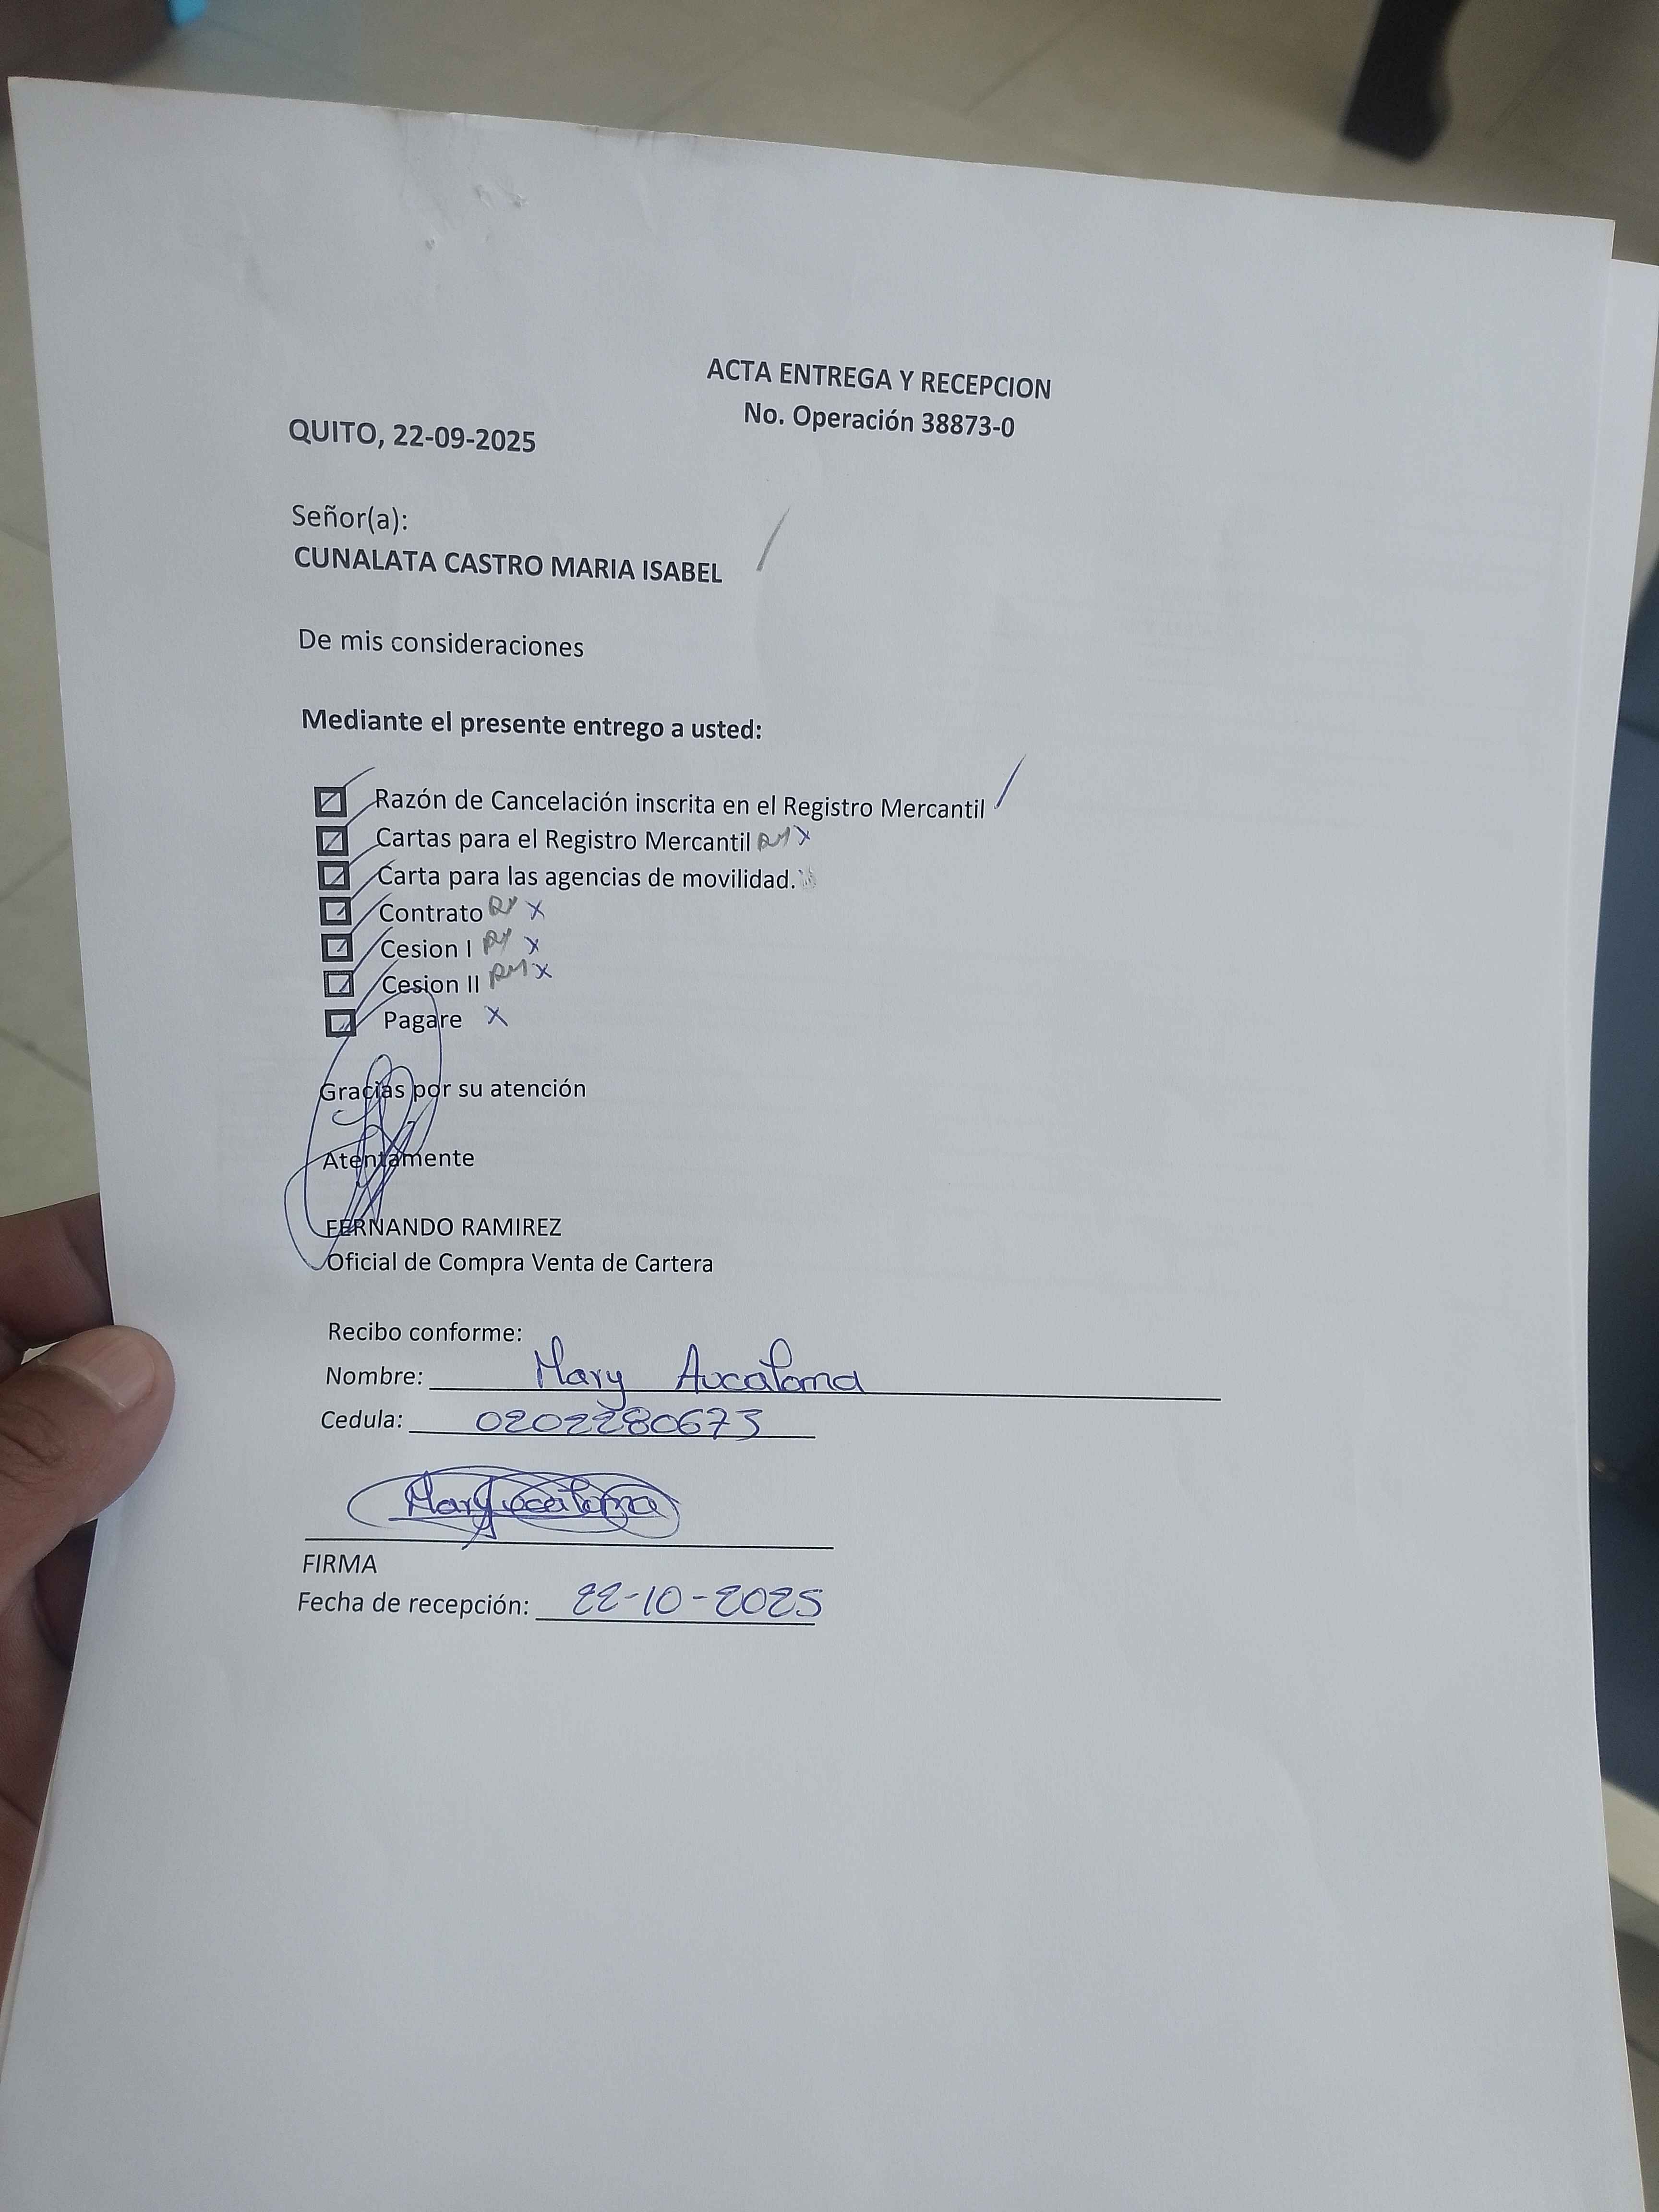 ACTA ENTREGA Y RECEPCION
No. Operación 38873-0
QUITO, 22-09-2025
Señor(a):
CUNALATA CASTRO MARIA ISABEL
De mis consideraciones
Mediante el presente entrego a usted:
Razón de Cancelación inscrita en el Registro Mercantil
Cartas para el Registro Mercantil RM X
Carta para las agencias de movilidad.
Contrato X
Cesion I X
Cesion II RM X
Pagare X
Gracias por su atención
Atentamente
FERNANDO RAMIREZ
Oficial de Compra Venta de Cartera
Recibo conforme:
Nombre: Mary Aucatoma
Cedula: 0202280673
FIRMA
Fecha de recepción: 22-10-2025